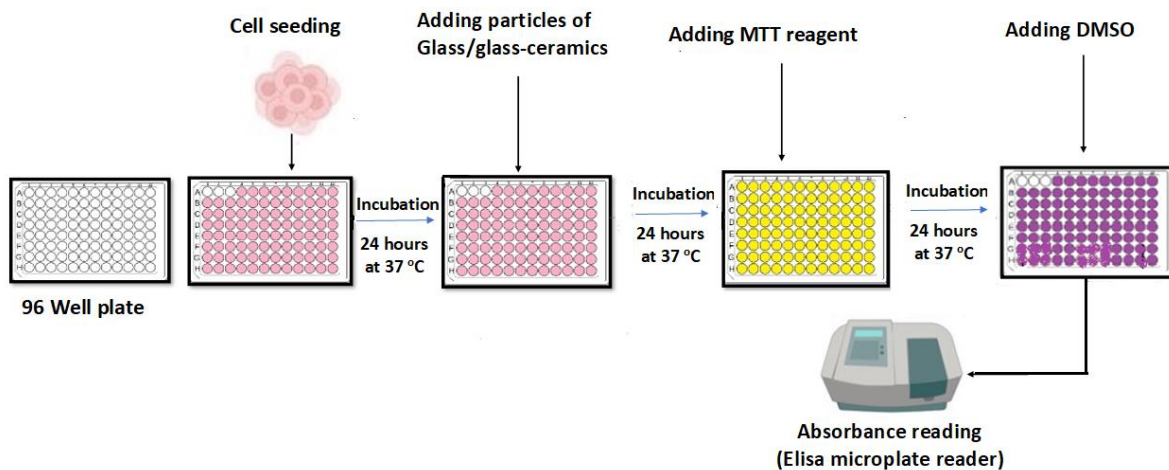 Cell seeding
Adding particles of
Glass/glass-ceramics
Adding MTT reagent
Adding DMSO
A
B
C
D
E
F
G
H
A
B
C
D
E
F
G
H
Incubation
24 hours
at 37 °C
A
B
C
D
E
F
G
H
Incubation
24 hours
at 37 °C
A
B
C
D
E
F
G
H
Incubation
24 hours
at 37 °C
A
B
C
D
E
F
G
H
96 Well plate
Absorbance reading
(Elisa microplate reader)